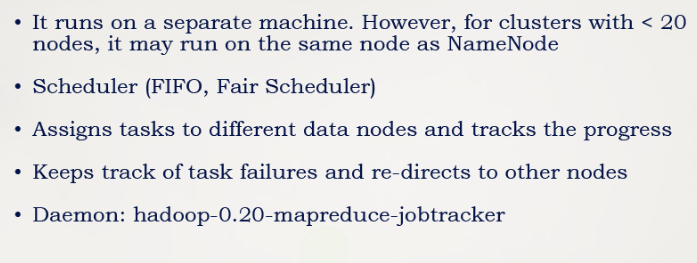 • It runs on a separate machine. However, for clusters with < 20
nodes, it may run on the same node as NameNode
• Scheduler (FIFO, Fair Scheduler)
• Assigns tasks to different data nodes and tracks the progress
• Keeps track of task failures and re-directs to other nodes
• Daemon: hadoop-0.20-mapreduce-jobtracker